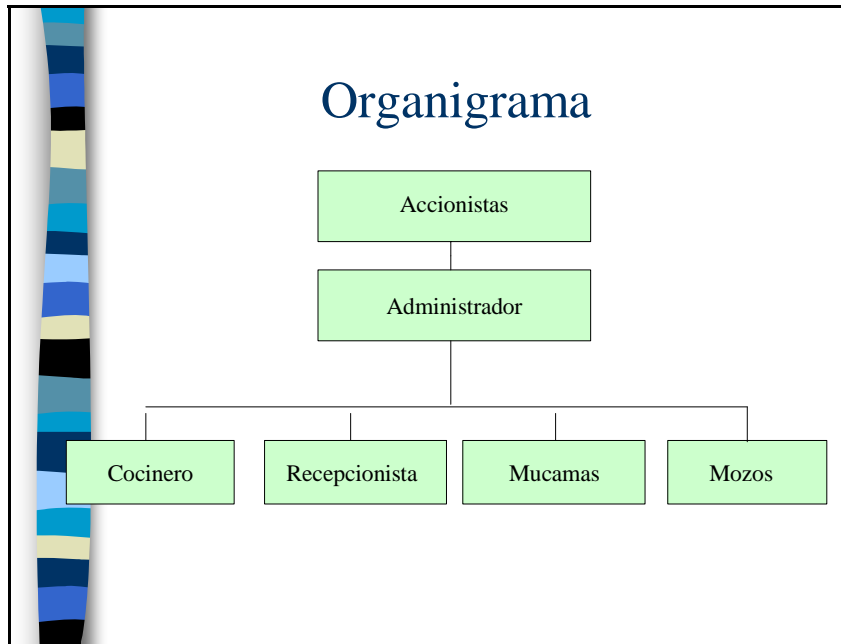 Organigrama
Accionistas
Administrador
Cocinero
Recepcionista
Mucamas
Mozos